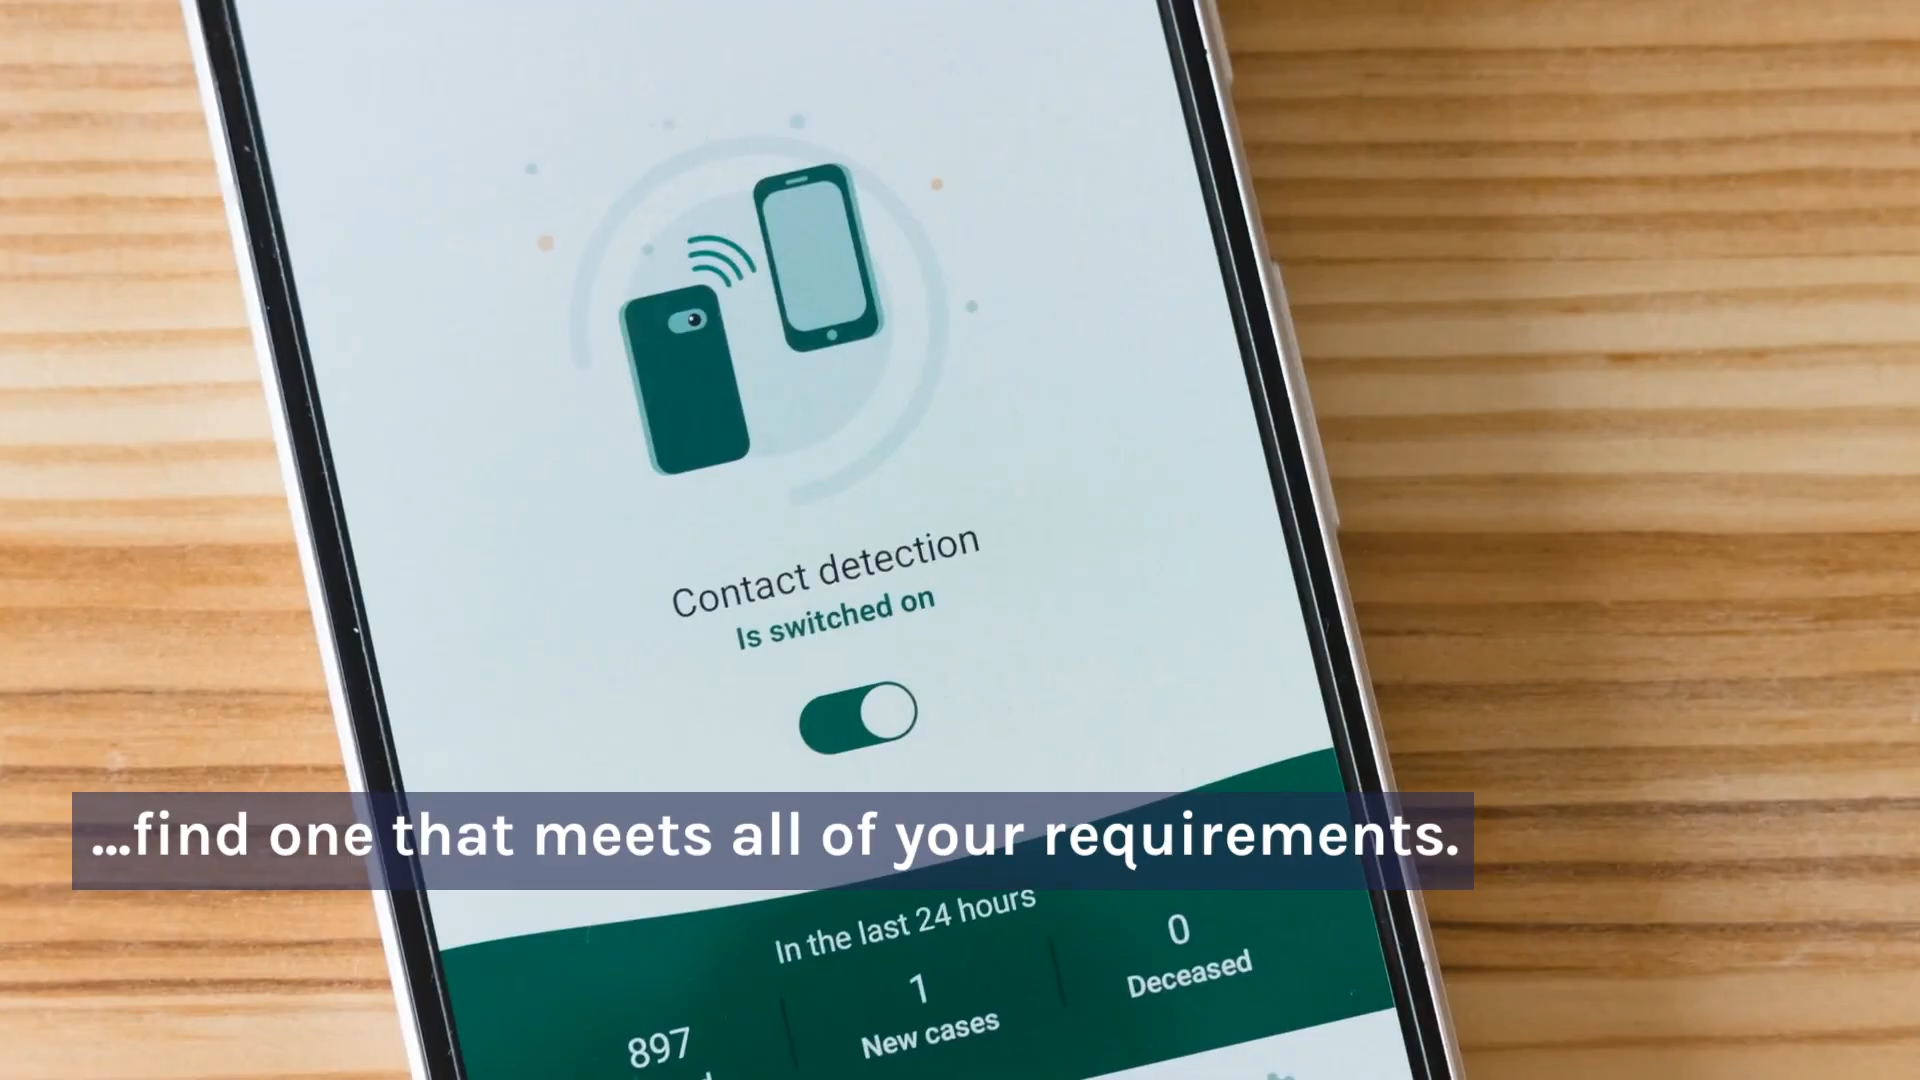 Contact detection
Is switched on
…find one that meets all of your requirements.
In the last 24 hours
897
1
New cases
0
Deceased